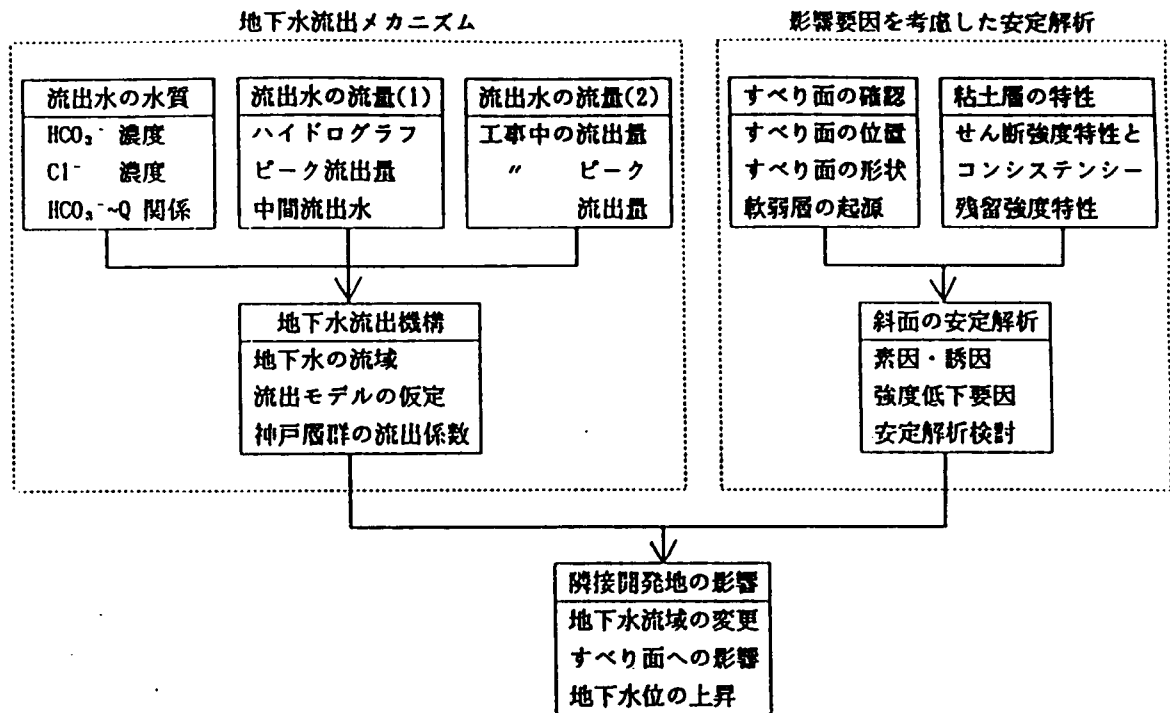 地下水流出メカニズム
流出水の水質
HCO₃⁻ 濃度
Cl⁻ 濃度
HCO₃⁻~Q 関係
流出水の流量(1)
ハイドログラフ
ピーク流出量
中間流出水
流出水の流量(2)
工事中の流出量
〃 ピーク
流出量
地下水流出機構
地下水の流域
流出モデルの仮定
神戸層群の流出係数
影響要因を考慮した安定解析
すべり面の確認
すべり面の位置
すべり面の形状
軟弱層の起源
粘土層の特性
せん断強度特性と
コンシステンシー
残留強度特性
斜面の安定解析
素因・誘因
強度低下要因
安定解析検討
隣接開発地の影響
地下水流域の変更
すべり面への影響
地下水位の上昇